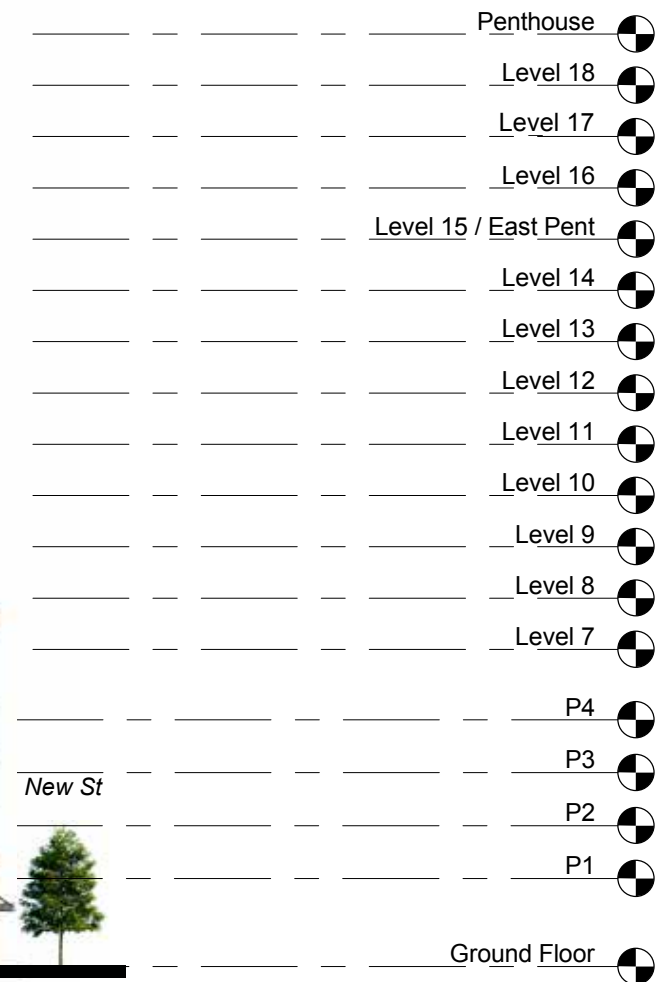 Penthouse
Level 18
Level 17
Level 16
Level 15 / East Pent
Level 14
Level 13
Level 12
Level 11
Level 10
Level 9
Level 8
Level 7
P4
P3
New St
P2
P1
Ground Floor